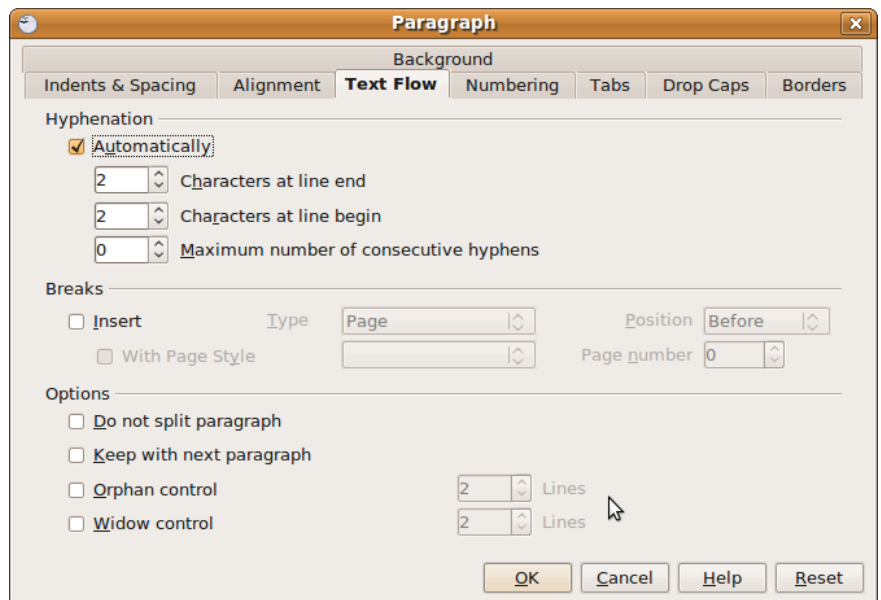 Paragraph
Background
Indents & Spacing Alignment Text Flow Numbering Tabs Drop Caps Borders
Hyphenation
Automatically
2 Characters at line end
2 Characters at line begin
0 Maximum number of consecutive hyphens
Breaks
Insert Type Page Position Before
With Page Style Page number 0
Options
Do not split paragraph
Keep with next paragraph
Orphan control 2 Lines
Widow control 2 Lines
OK Cancel Help Reset